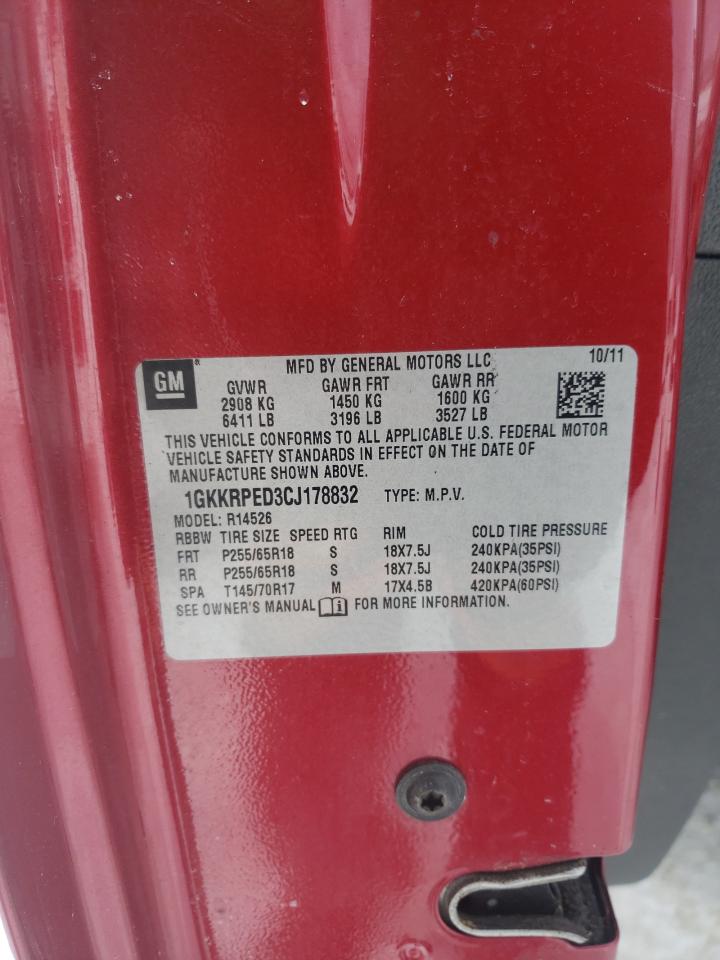 GM
MFD BY GENERAL MOTORS LLC 10/11
GVWR GAWR FRT GAWR RR
2908 KG 1450 KG 1600 KG
6411 LB 3196 LB 3527 LB
THIS VEHICLE CONFORMS TO ALL APPLICABLE U.S. FEDERAL MOTOR
VEHICLE SAFETY STANDARDS IN EFFECT ON THE DATE OF
MANUFACTURE SHOWN ABOVE.
1GKKRPED3CJ178832 TYPE: M.P.V.
MODEL: R14526
RBBW TIRE SIZE SPEED RTG RIM COLD TIRE PRESSURE
FRT P255/65R18 S 18X7.5J 240KPA(35PSI)
RR P255/65R18 S 18X7.5J 240KPA(35PSI)
SPA T145/70R17 M 17X4.5B 420KPA(60PSI)
SEE OWNER'S MANUAL i FOR MORE INFORMATION.